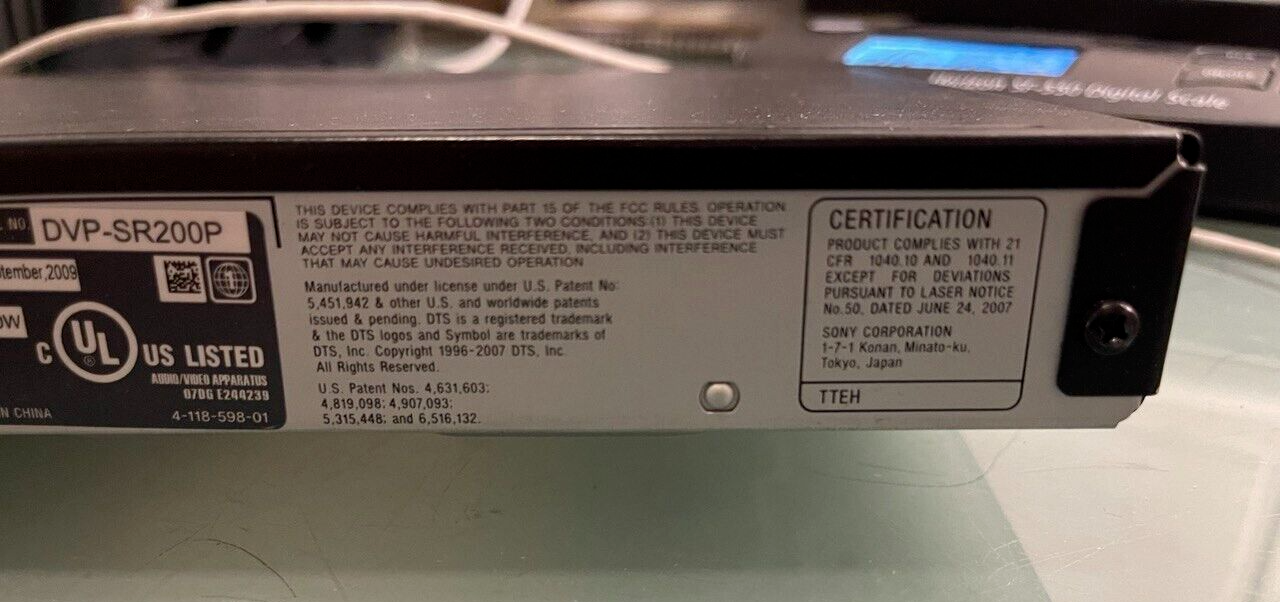 Digital Scale
NO
DVP-SR200P
tember,2009
0W
C UL ® US LISTED
AUDIO/VIDEO APPARATUS
07DG E244239
N CHINA
4-118-598-01
THIS DEVICE COMPLIES WITH PART 15 OF THE FCC RULES. OPERATION
IS SUBJECT TO THE FOLLOWING TWO CONDITIONS:(1) THIS DEVICE
MAY NOT CAUSE HARMFUL INTERFERENCE, AND (2) THIS DEVICE MUST
ACCEPT ANY INTERFERENCE RECEIVED, INCLUDING INTERFERENCE
THAT MAY CAUSE UNDESIRED OPERATION
Manufactured under license under U.S. Patent No:
5,451,942 & other U.S. and worldwide patents
issued & pending. DTS is a registered trademark
& the DTS logos and Symbol are trademarks of
DTS, Inc. Copyright 1996-2007 DTS, Inc.
All Rights Reserved.
U.S. Patent Nos. 4,631,603;
4,819,098; 4,907,093;
5,315,448; and 6,516,132.
CERTIFICATION
PRODUCT COMPLIES WITH 21
CFR 1040.10 AND 1040.11
EXCEPT FOR DEVIATIONS
PURSUANT TO LASER NOTICE
No.50, DATED JUNE 24, 2007
SONY CORPORATION
1-7-1 Konan, Minato-ku,
Tokyo, Japan
TTEH